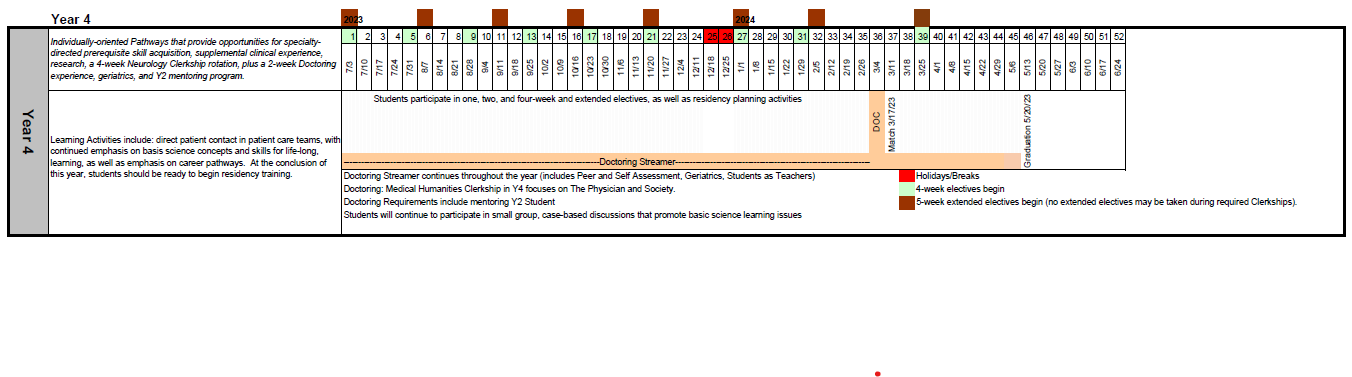 Year 4
2023
2024
Individually-oriented Pathways that provide opportunities for specialty-
directed prerequisite skill acquisition, supplemental clinical experience,
research, a 4-week Neurology Clerkship rotation, plus a 2-week Doctoring
experience, geriatrics, and Y2 mentoring program.
1 2 3 4 5 6 7 8 9 10 11 12 13 14 15 16 17 18 19 20 21 22 23 24 25 26 27 28 29 30 31 32 33 34 35 36 37 38 39 40 41 42 43 44 45 46 47 48 49 50 51 52
7/3 7/10 7/17 7/24 7/31 8/7 8/14 8/21 8/28 9/4 9/11 9/18 9/25 10/2 10/9 10/16 10/23 10/30 11/6 11/13 11/20 11/27 12/4 12/11 12/18 12/25 1/1 1/8 1/15 1/22 1/29 2/5 2/12 2/19 2/26 3/4 3/11 3/18 3/25 4/1 4/8 4/15 4/22 4/29 5/6 5/13 5/20 5/27 6/3 6/10 6/17 6/24
Year 4
Learning Activities include: direct patient contact in patient care teams, with
continued emphasis on basis science concepts and skills for life-long,
learning, as well as emphasis on career pathways. At the conclusion of
this year, students should be ready to begin residency training.
Students participate in one, two, and four-week and extended electives, as well as residency planning activities
DOC
Match 3/17/23
Graduation 5/20/23
Doctoring Streamer
Doctoring Streamer continues throughout the year (includes Peer and Self Assessment, Geriatrics, Students as Teachers)
Doctoring: Medical Humanities Clerkship in Y4 focuses on The Physician and Society.
Doctoring Requirements include mentoring Y2 Student
Students will continue to participate in small group, case-based discussions that promote basic science learning issues
Holidays/Breaks
4-week electives begin
5-week extended electives begin (no extended electives may be taken during required Clerkships).